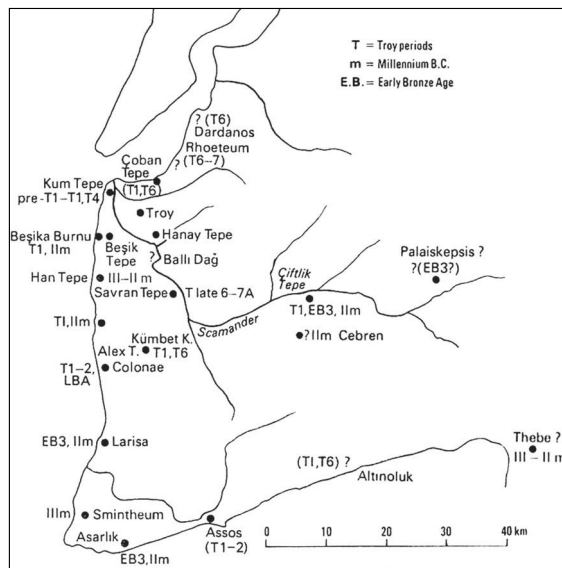 T = Troy periods
m = Millennium B.C.
E.B. = Early Bronze Age
? (T6)
Dardanos
Rhoeteum
? (T6-7)
Çoban
Tepe
(T1,T6)
Kum Tepe
pre-T1-T1,T4
Troy
Beşika Burnu
T1, IIm
Beşik
Tepe
Hanay Tepe
?
Ballı Dağ
Han Tepe
III-II m
Savran Tepe
T late 6-7A
Çiftlik
Tepe
T1, EB3, IIm
Palaiskepsis ?
?(EB3?)
Scamander
? IIm Cebren
TI, IIm
Kümbet K.
Alex T.
T1, T6
T1-2,
LBA
Colonae
EB3, IIm
Larisa
(TI, T6) ?
Altınoluk
Thebe ?
III-II m
IIIm
Smintheum
Asarlık
EB3, IIm
Assos
(T1-2)
0 10 20 30 40 km